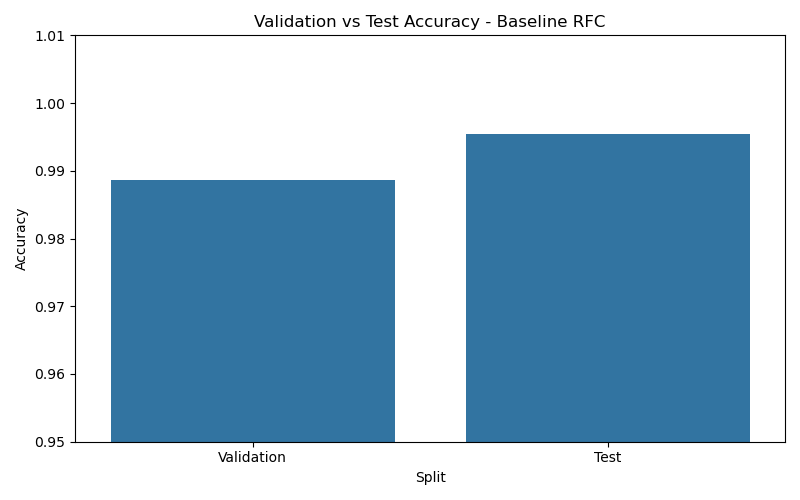 Validation vs Test Accuracy - Baseline RFC
1.01
1.00
0.99
0.98
0.97
0.96
0.95
Accuracy
Validation
Test
Split